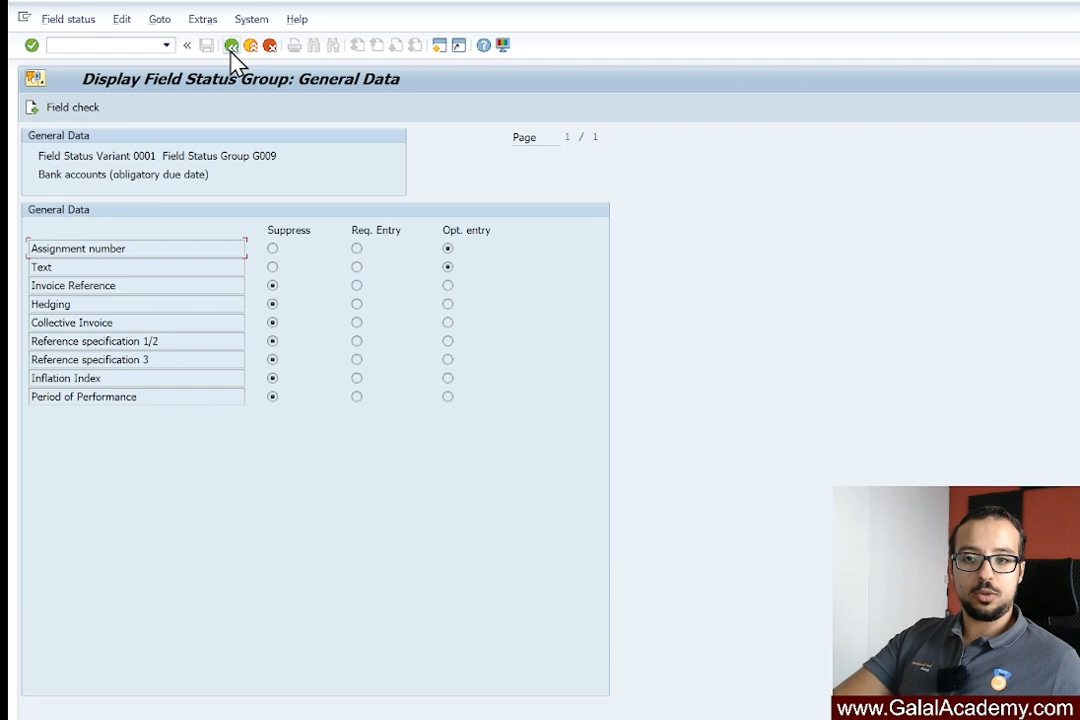 Field status Edit Goto Extras System Help
Display Field Status Group: General Data
Field check
General Data
Field Status Variant 0001 Field Status Group G009
Bank accounts (obligatory due date)
Page 1 / 1
General Data
Suppress Req. Entry Opt. entry
Assignment number
Text
Invoice Reference
Hedging
Collective Invoice
Reference specification 1/2
Reference specification 3
Inflation Index
Period of Performance
www.GalalAcademy.com